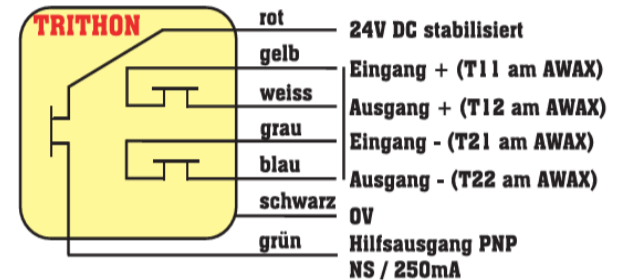 TRITHON
rot
24V DC stabilisiert
gelb
Eingang + (T11 am AWAX)
weiss
Ausgang + (T12 am AWAX)
grau
Eingang - (T21 am AWAX)
blau
Ausgang - (T22 am AWAX)
schwarz
0V
grün
Hilfsausgang PNP
NS / 250mA